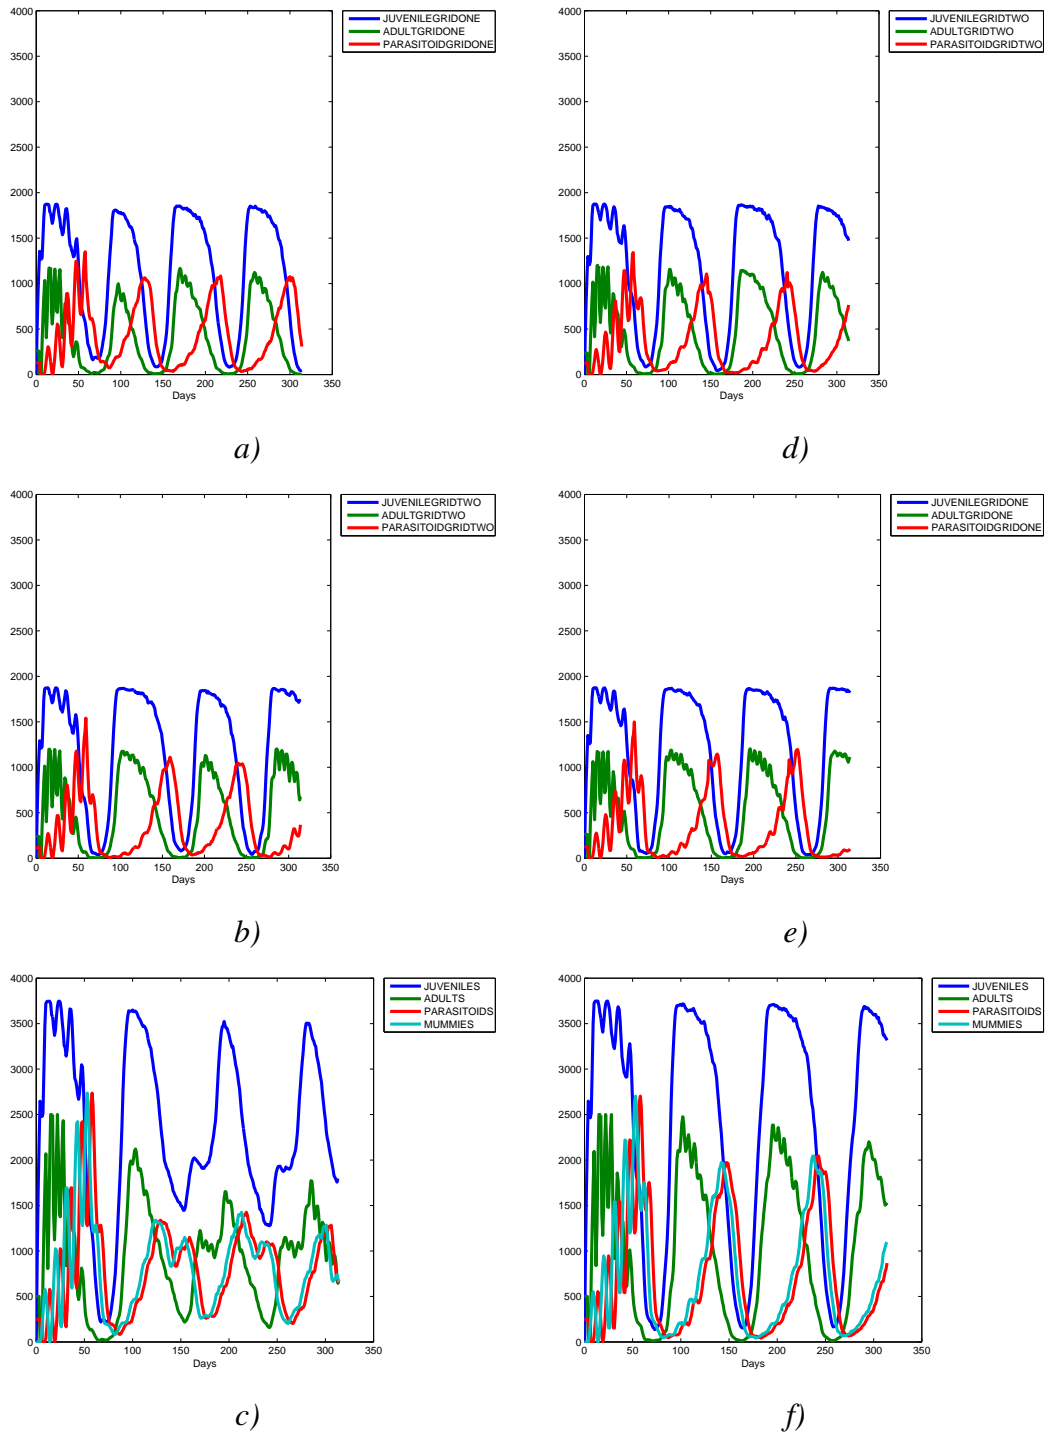 4000
3500
3000
2500
2000
1500
1000
500
0
0 50 100 150 200 250 300 350
Days
JUVENILEGRIDONE
ADULTGRIDONE
PARASITOIDGRIDONE
a)
4000
3500
3000
2500
2000
1500
1000
500
0
0 50 100 150 200 250 300 350
Days
JUVENILEGRIDTWO
ADULTGRIDTWO
PARASITOIDGRIDTWO
d)
4000
3500
3000
2500
2000
1500
1000
500
0
0 50 100 150 200 250 300 350
Days
JUVENILEGRIDTWO
ADULTGRIDTWO
PARASITOIDGRIDTWO
b)
4000
3500
3000
2500
2000
1500
1000
500
0
0 50 100 150 200 250 300 350
Days
JUVENILEGRIDONE
ADULTGRIDONE
PARASITOIDGRIDONE
e)
4000
3500
3000
2500
2000
1500
1000
500
0
0 50 100 150 200 250 300 350
Days
JUVENILES
ADULTS
PARASITOIDS
MUMMIES
c)
4000
3500
3000
2500
2000
1500
1000
500
0
0 50 100 150 200 250 300 350
Days
JUVENILES
ADULTS
PARASITOIDS
MUMMIES
f)